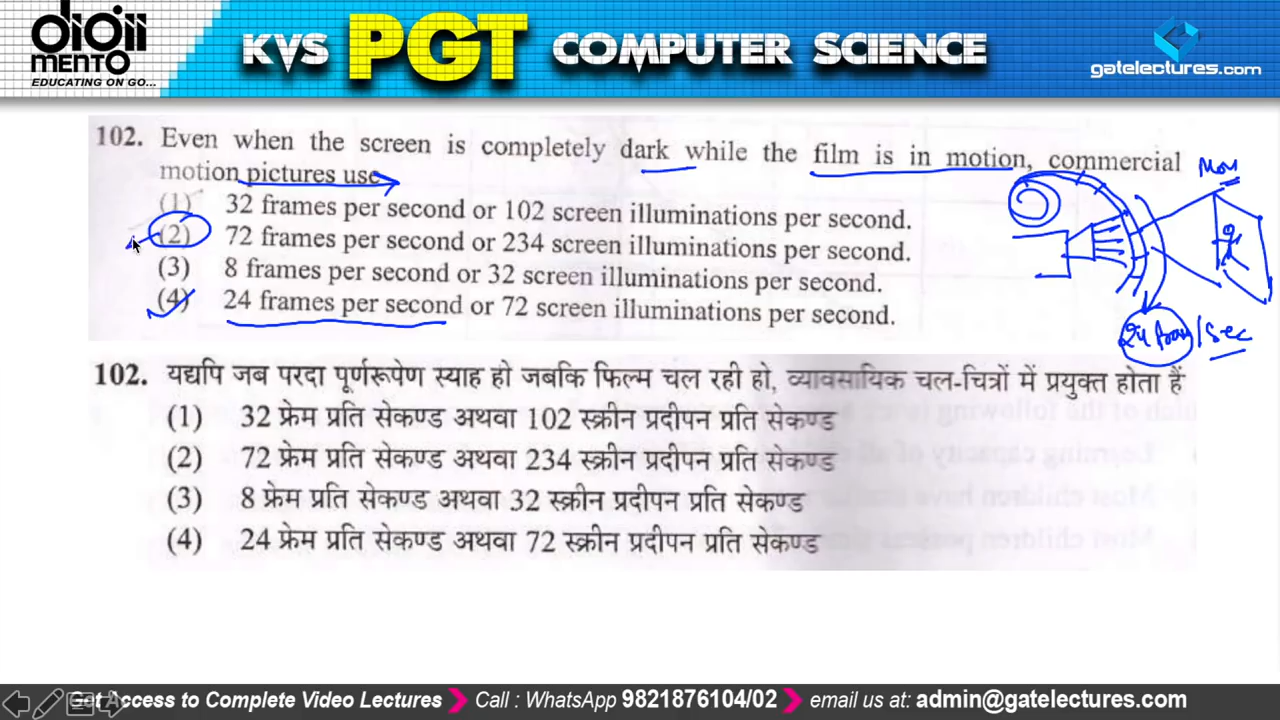 digii
MENTO
EDUCATING ON GO...
KVS PGT COMPUTER SCIENCE
gatelectures.com
102. Even when the screen is completely dark while the film is in motion, commercial
motion pictures use
(1) 32 frames per second or 102 screen illuminations per second.
(2) 72 frames per second or 234 screen illuminations per second.
(3) 8 frames per second or 32 screen illuminations per second.
(4) 24 frames per second or 72 screen illuminations per second.
24 /sec
102. यद्यपि जब परदा पूर्णरूपेण स्याह हो जबकि फिल्म चल रही हो, व्यावसायिक चल-चित्रों में प्रयुक्त होता हैं
(1) 32 फ्रेम प्रति सेकण्ड अथवा 102 स्क्रीन प्रदीपन प्रति सेकण्ड
(2) 72 फ्रेम प्रति सेकण्ड अथवा 234 स्क्रीन प्रदीपन प्रति सेकण्ड
(3) 8 फ्रेम प्रति सेकण्ड अथवा 32 स्क्रीन प्रदीपन प्रति सेकण्ड
(4) 24 फ्रेम प्रति सेकण्ड अथवा 72 स्क्रीन प्रदीपन प्रति सेकण्ड
Get Access to Complete Video Lectures Call : WhatsApp 9821876104/02 email us at: admin@gatelectures.com